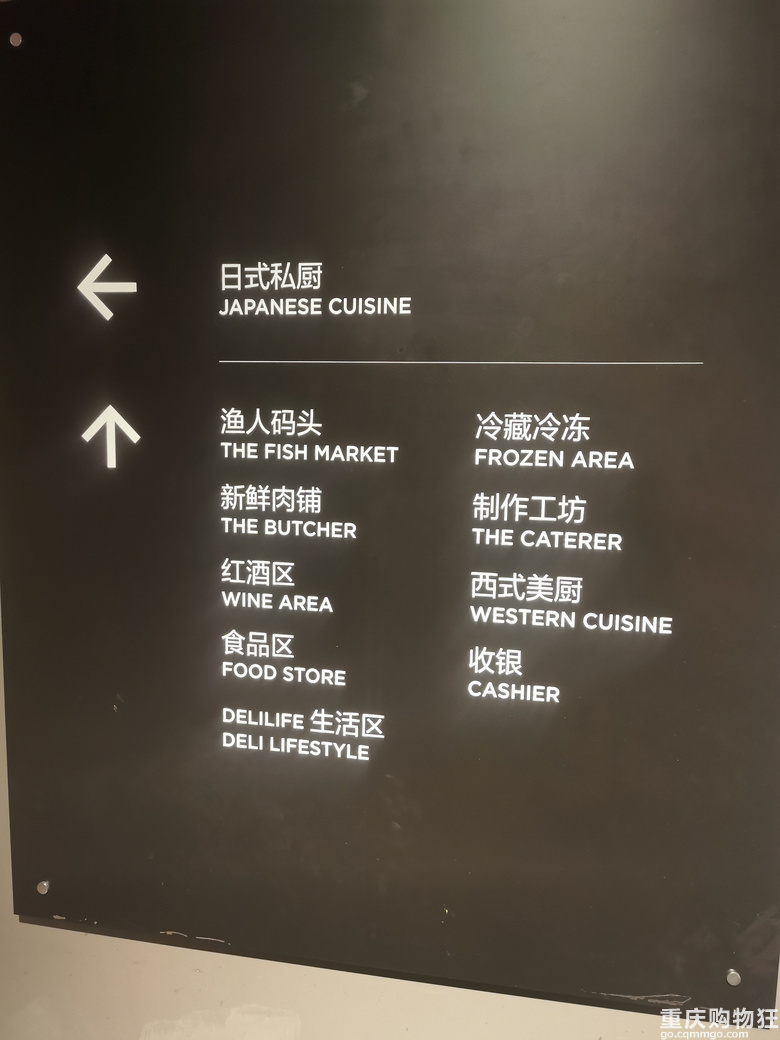 日式私厨
JAPANESE CUISINE
渔人码头
THE FISH MARKET
新鲜肉铺
THE BUTCHER
红酒区
WINE AREA
食品区
FOOD STORE
DELILIFE 生活区
DELI LIFESTYLE
冷藏冷冻
FROZEN AREA
制作工坊
THE CATERER
西式美厨
WESTERN CUISINE
收银
CASHIER
重庆购物狂
go.cqmmgo.com